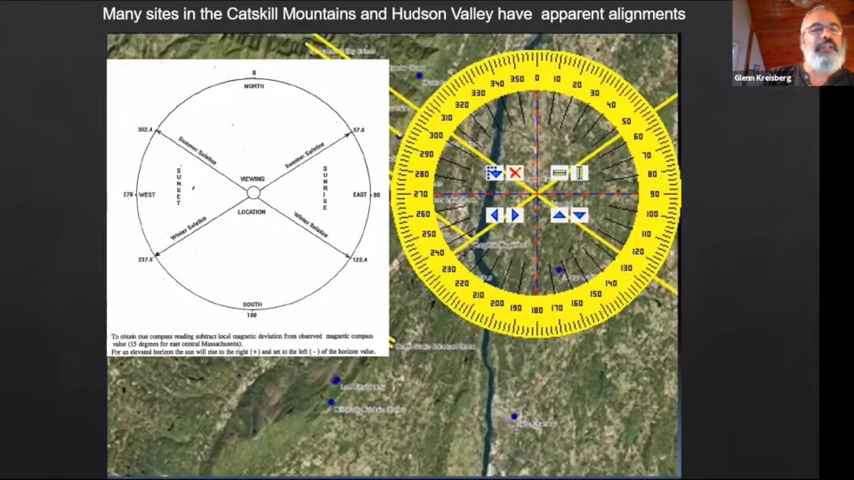 Many sites in the Catskill Mountains and Hudson Valley have apparent alignments
Glenn Kreisberg
0
NORTH
302.4
57.6
Summer Solstice
Summer Solstice
SUNSET
SUNRISE
VIEWING
LOCATION
270
WEST
EAST
90
Winter Solstice
Winter Solstice
237.6
122.4
SOUTH
180
To obtain true compass reading subtract local magnetic deviation from observed magnetic compass
value (15 degrees for east central Massachusetts).
For an elevated horizon the sun will rise to the right (+) and set to the left (-) of the horizon value.
0
10
20
30
40
50
60
70
80
90
100
110
120
130
140
150
160
170
180
190
200
210
220
230
240
250
260
270
280
290
300
310
320
330
340
350